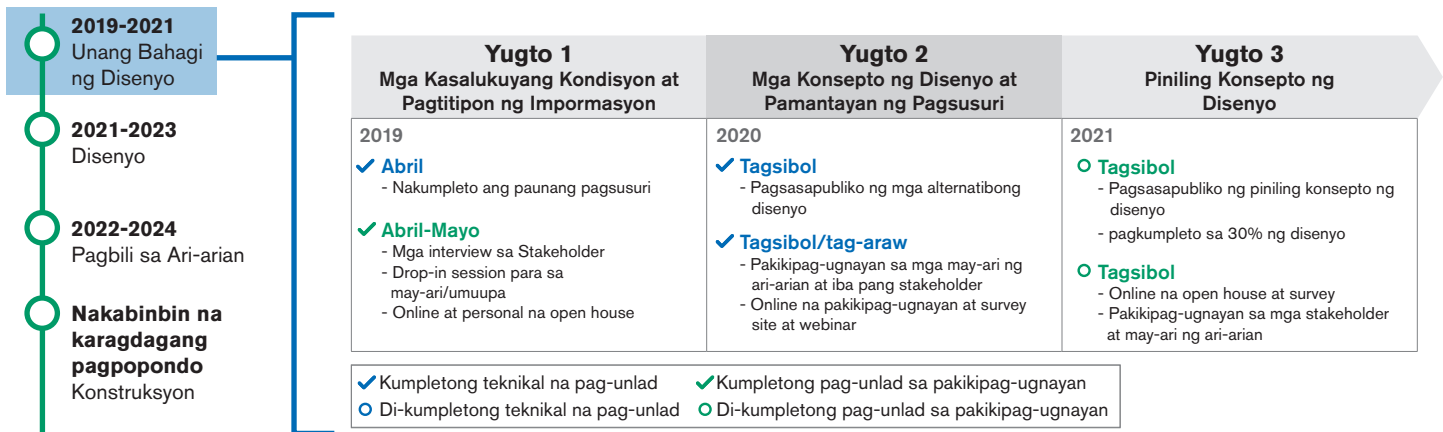 2019-2021
Unang Bahagi
ng Disenyo
2021-2023
Disenyo
2022-2024
Pagbili sa Ari-arian
Nakabinbin na
karagdagang
pagpopondo
Konstruksyon
Yugto 1
Mga Kasalukuyang Kondisyon at
Pagtitipon ng Impormasyon
2019
Abril
- Nakumpleto ang paunang pagsusuri
Abril-Mayo
- Mga interview sa Stakeholder
- Drop-in session para sa
may-ari/umuupa
- Online at personal na open house
Yugto 2
Mga Konsepto ng Disenyo at
Pamantayan ng Pagsusuri
2020
Tagsibol
- Pagsasapubliko ng mga alternatibong
disenyo
Tagsibol/tag-araw
- Pakikipag-ugnayan sa mga may-ari ng
ari-arian at iba pang stakeholder
- Online na pakikipag-ugnayan at survey
site at webinar
Yugto 3
Piniling Konsepto ng
Disenyo
2021
Tagsibol
- Pagsasapubliko ng piniling konsepto ng
disenyo
- pagkumpleto sa 30% ng disenyo
Tagsibol
- Online na open house at survey
- Pakikipag-ugnayan sa mga stakeholder
at may-ari ng ari-arian
Kumpletong teknikal na pag-unlad
Kumpletong pag-unlad sa pakikipag-ugnayan
Di-kumpletong teknikal na pag-unlad
Di-kumpletong pag-unlad sa pakikipag-ugnayan